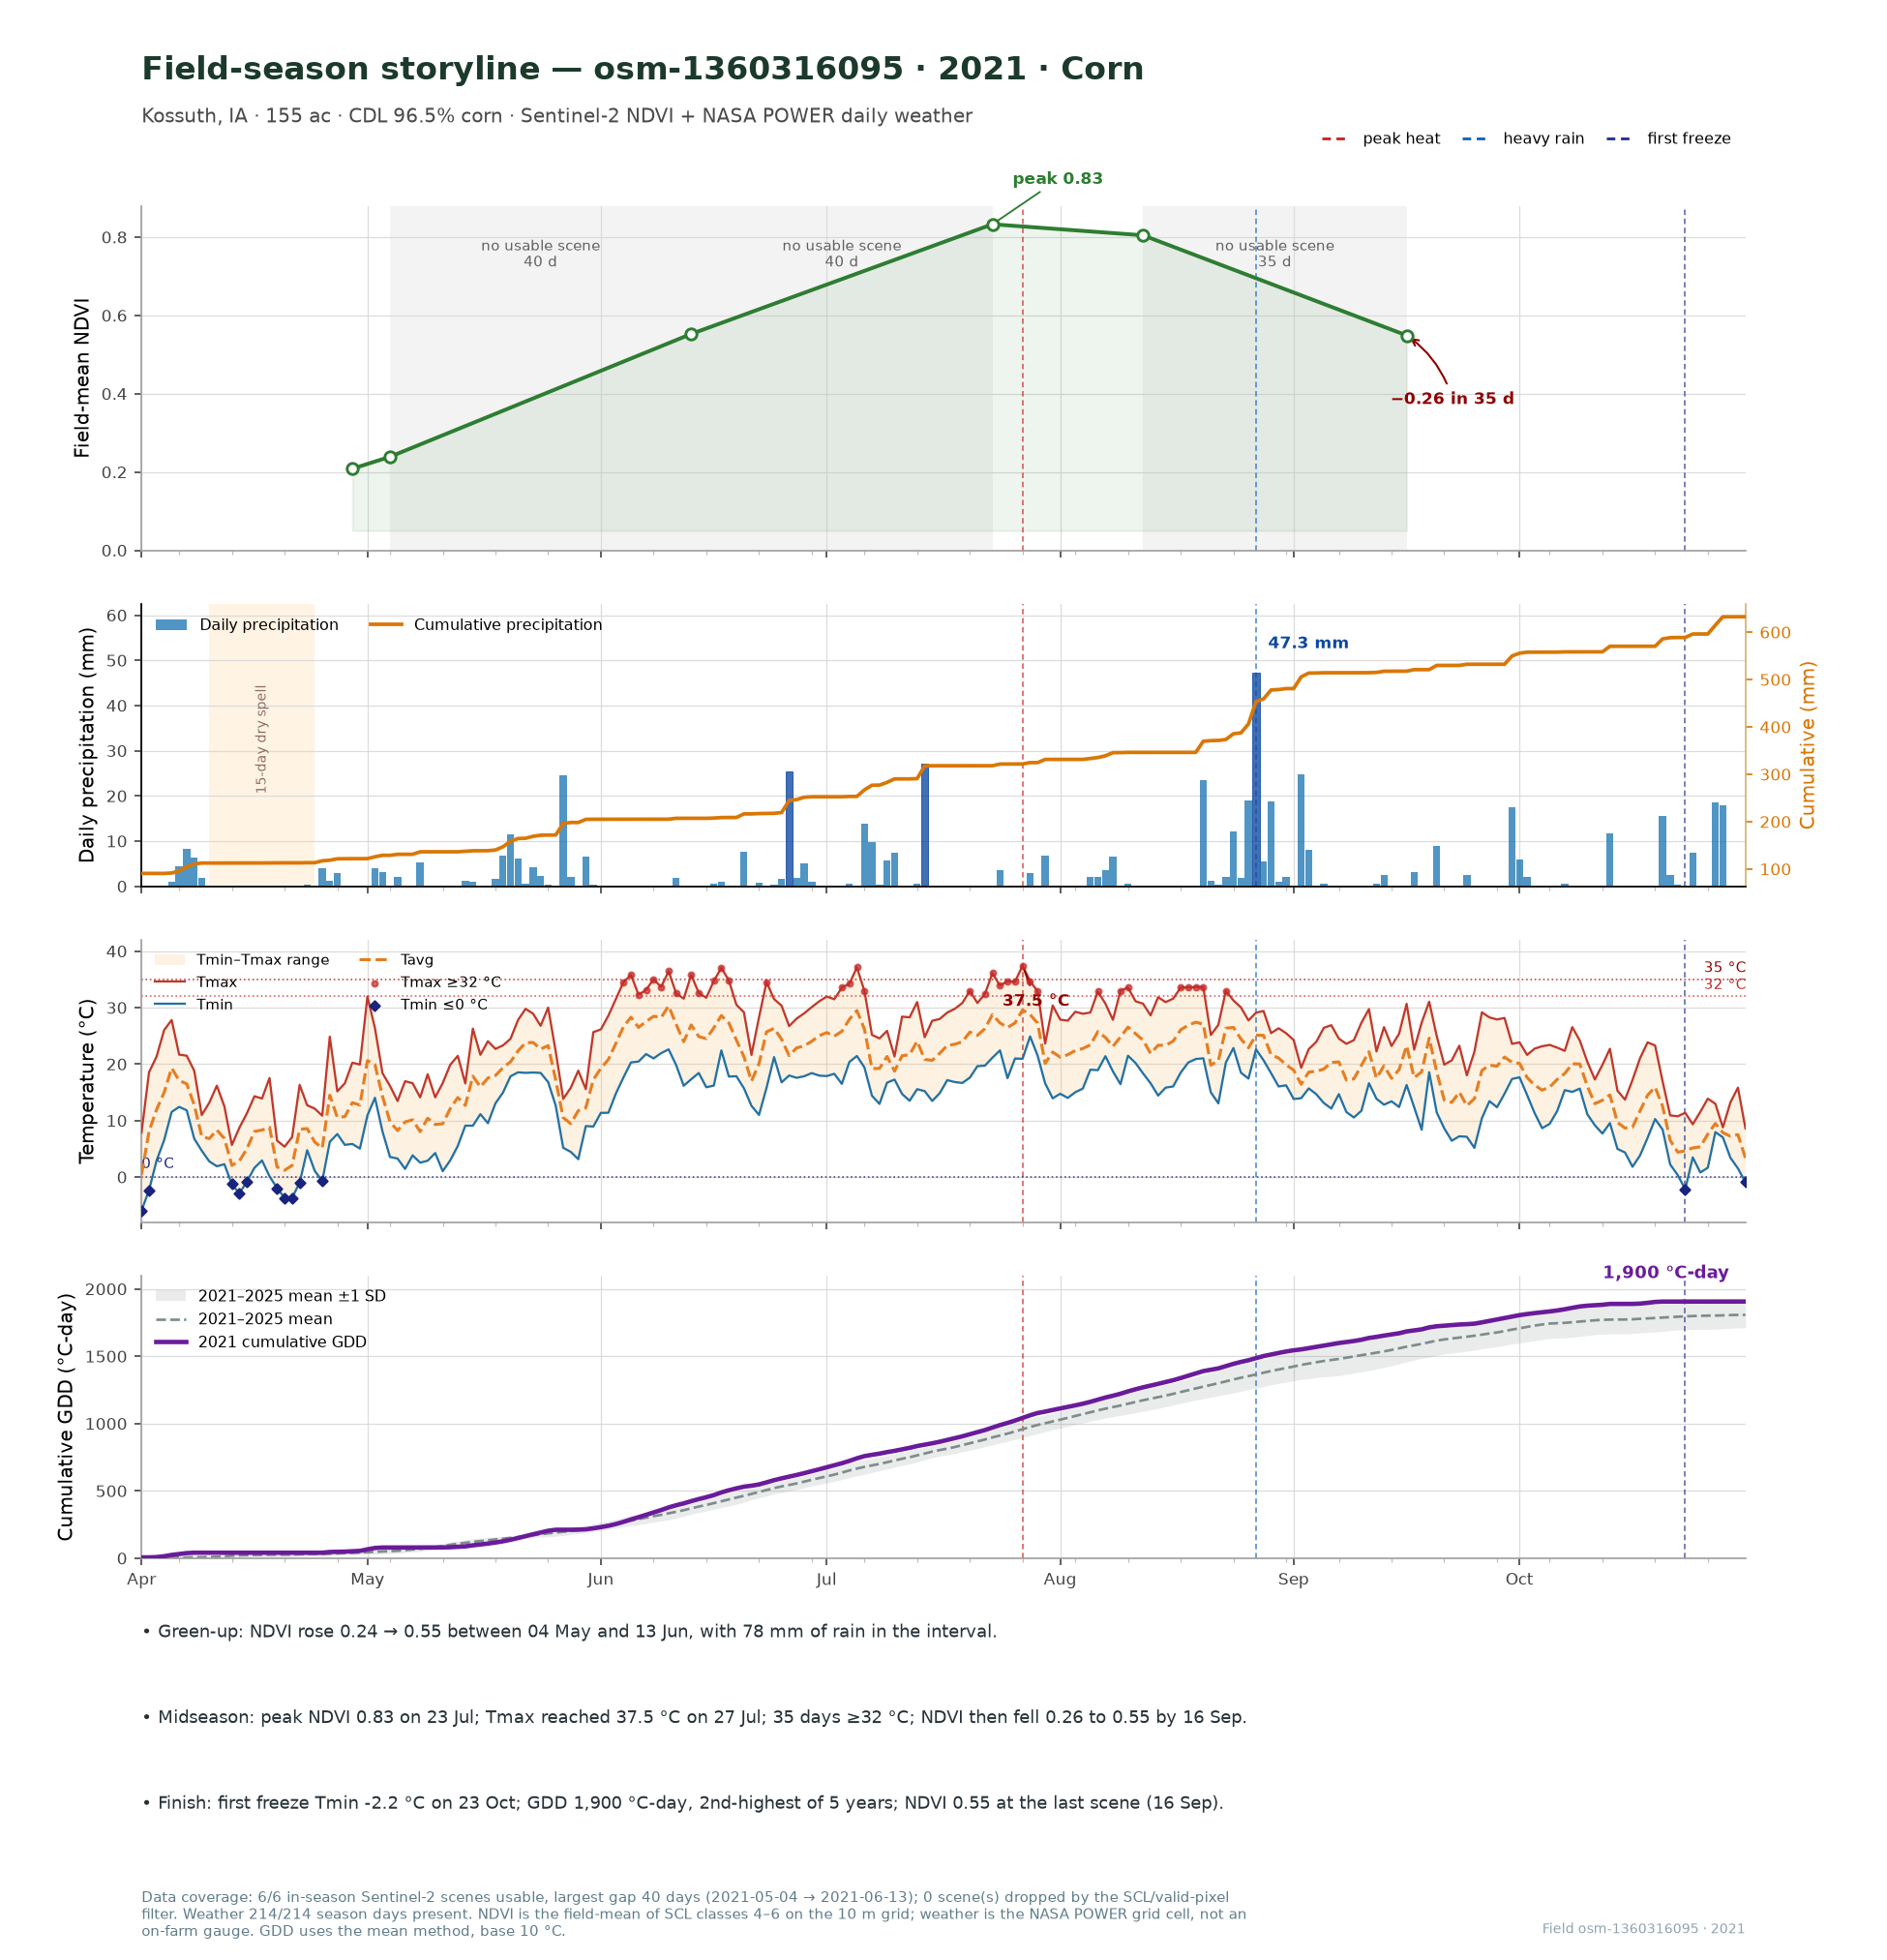 Field-season storyline — osm-1360316095 · 2021 · Corn
Kossuth, IA · 155 ac · CDL 96.5% corn · Sentinel-2 NDVI + NASA POWER daily weather
peak heat
heavy rain
first freeze
peak 0.83
no usable scene
40 d
no usable scene
40 d
no usable scene
35 d
−0.26 in 35 d
Field-mean NDVI
0.8
0.6
0.4
0.2
0.0
Daily precipitation
Cumulative precipitation
15-day dry spell
47.3 mm
Daily precipitation (mm)
60
50
40
30
20
10
0
600
500
400
300
200
100
Cumulative (mm)
Tmin–Tmax range
Tmax
Tmin
Tavg
Tmax ≥32 °C
Tmin ≤0 °C
35 °C
32 °C
37.5 °C
0 °C
Temperature (°C)
40
30
20
10
0
1,900 °C-day
2021–2025 mean ±1 SD
2021–2025 mean
2021 cumulative GDD
Cumulative GDD (°C-day)
2000
1500
1000
500
0
Apr May Jun Jul Aug Sep Oct
• Green-up: NDVI rose 0.24 → 0.55 between 04 May and 13 Jun, with 78 mm of rain in the interval.
• Midseason: peak NDVI 0.83 on 23 Jul; Tmax reached 37.5 °C on 27 Jul; 35 days ≥32 °C; NDVI then fell 0.26 to 0.55 by 16 Sep.
• Finish: first freeze Tmin -2.2 °C on 23 Oct; GDD 1,900 °C-day, 2nd-highest of 5 years; NDVI 0.55 at the last scene (16 Sep).
Data coverage: 6/6 in-season Sentinel-2 scenes usable, largest gap 40 days (2021-05-04 → 2021-06-13); 0 scene(s) dropped by the SCL/valid-pixel
filter. Weather 214/214 season days present. NDVI is the field-mean of SCL classes 4–6 on the 10 m grid; weather is the NASA POWER grid cell, not an
on-farm gauge. GDD uses the mean method, base 10 °C.
Field osm-1360316095 · 2021